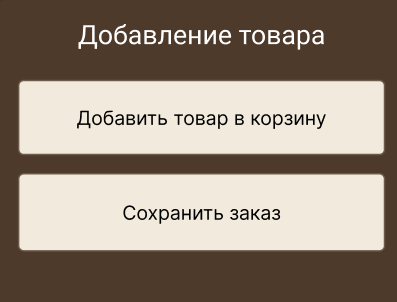 Добавление товара
Добавить товар в корзину
Сохранить заказ